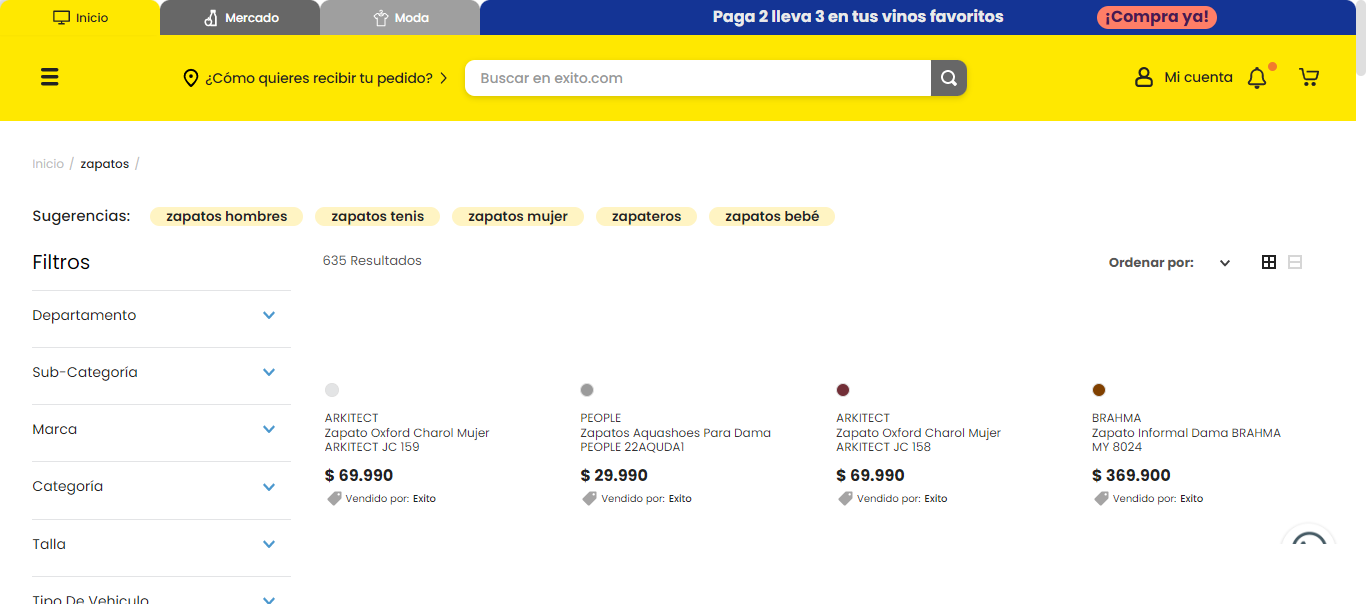 Inicio
Mercado
Moda
Paga 2 lleva 3 en tus vinos favoritos
¡Compra ya!
¿Cómo quieres recibir tu pedido?
Buscar en exito.com
Mi cuenta
Inicio / zapatos /
Sugerencias: zapatos hombres zapatos tenis zapatos mujer zapateros zapatos bebé
Filtros
635 Resultados
Ordenar por:
Departamento
Sub-Categoría
Marca
Categoría
Talla
Tipo De Vehiculo
ARKITECT
Zapato Oxford Charol Mujer
ARKITECT JC 159
$ 69.990
Vendido por: Exito
PEOPLE
Zapatos Aquashoes Para Dama
PEOPLE 22AQUDA1
$ 29.990
Vendido por: Exito
ARKITECT
Zapato Oxford Charol Mujer
ARKITECT JC 158
$ 69.990
Vendido por: Exito
BRAHMA
Zapato Informal Dama BRAHMA
MY 8024
$ 369.900
Vendido por: Exito